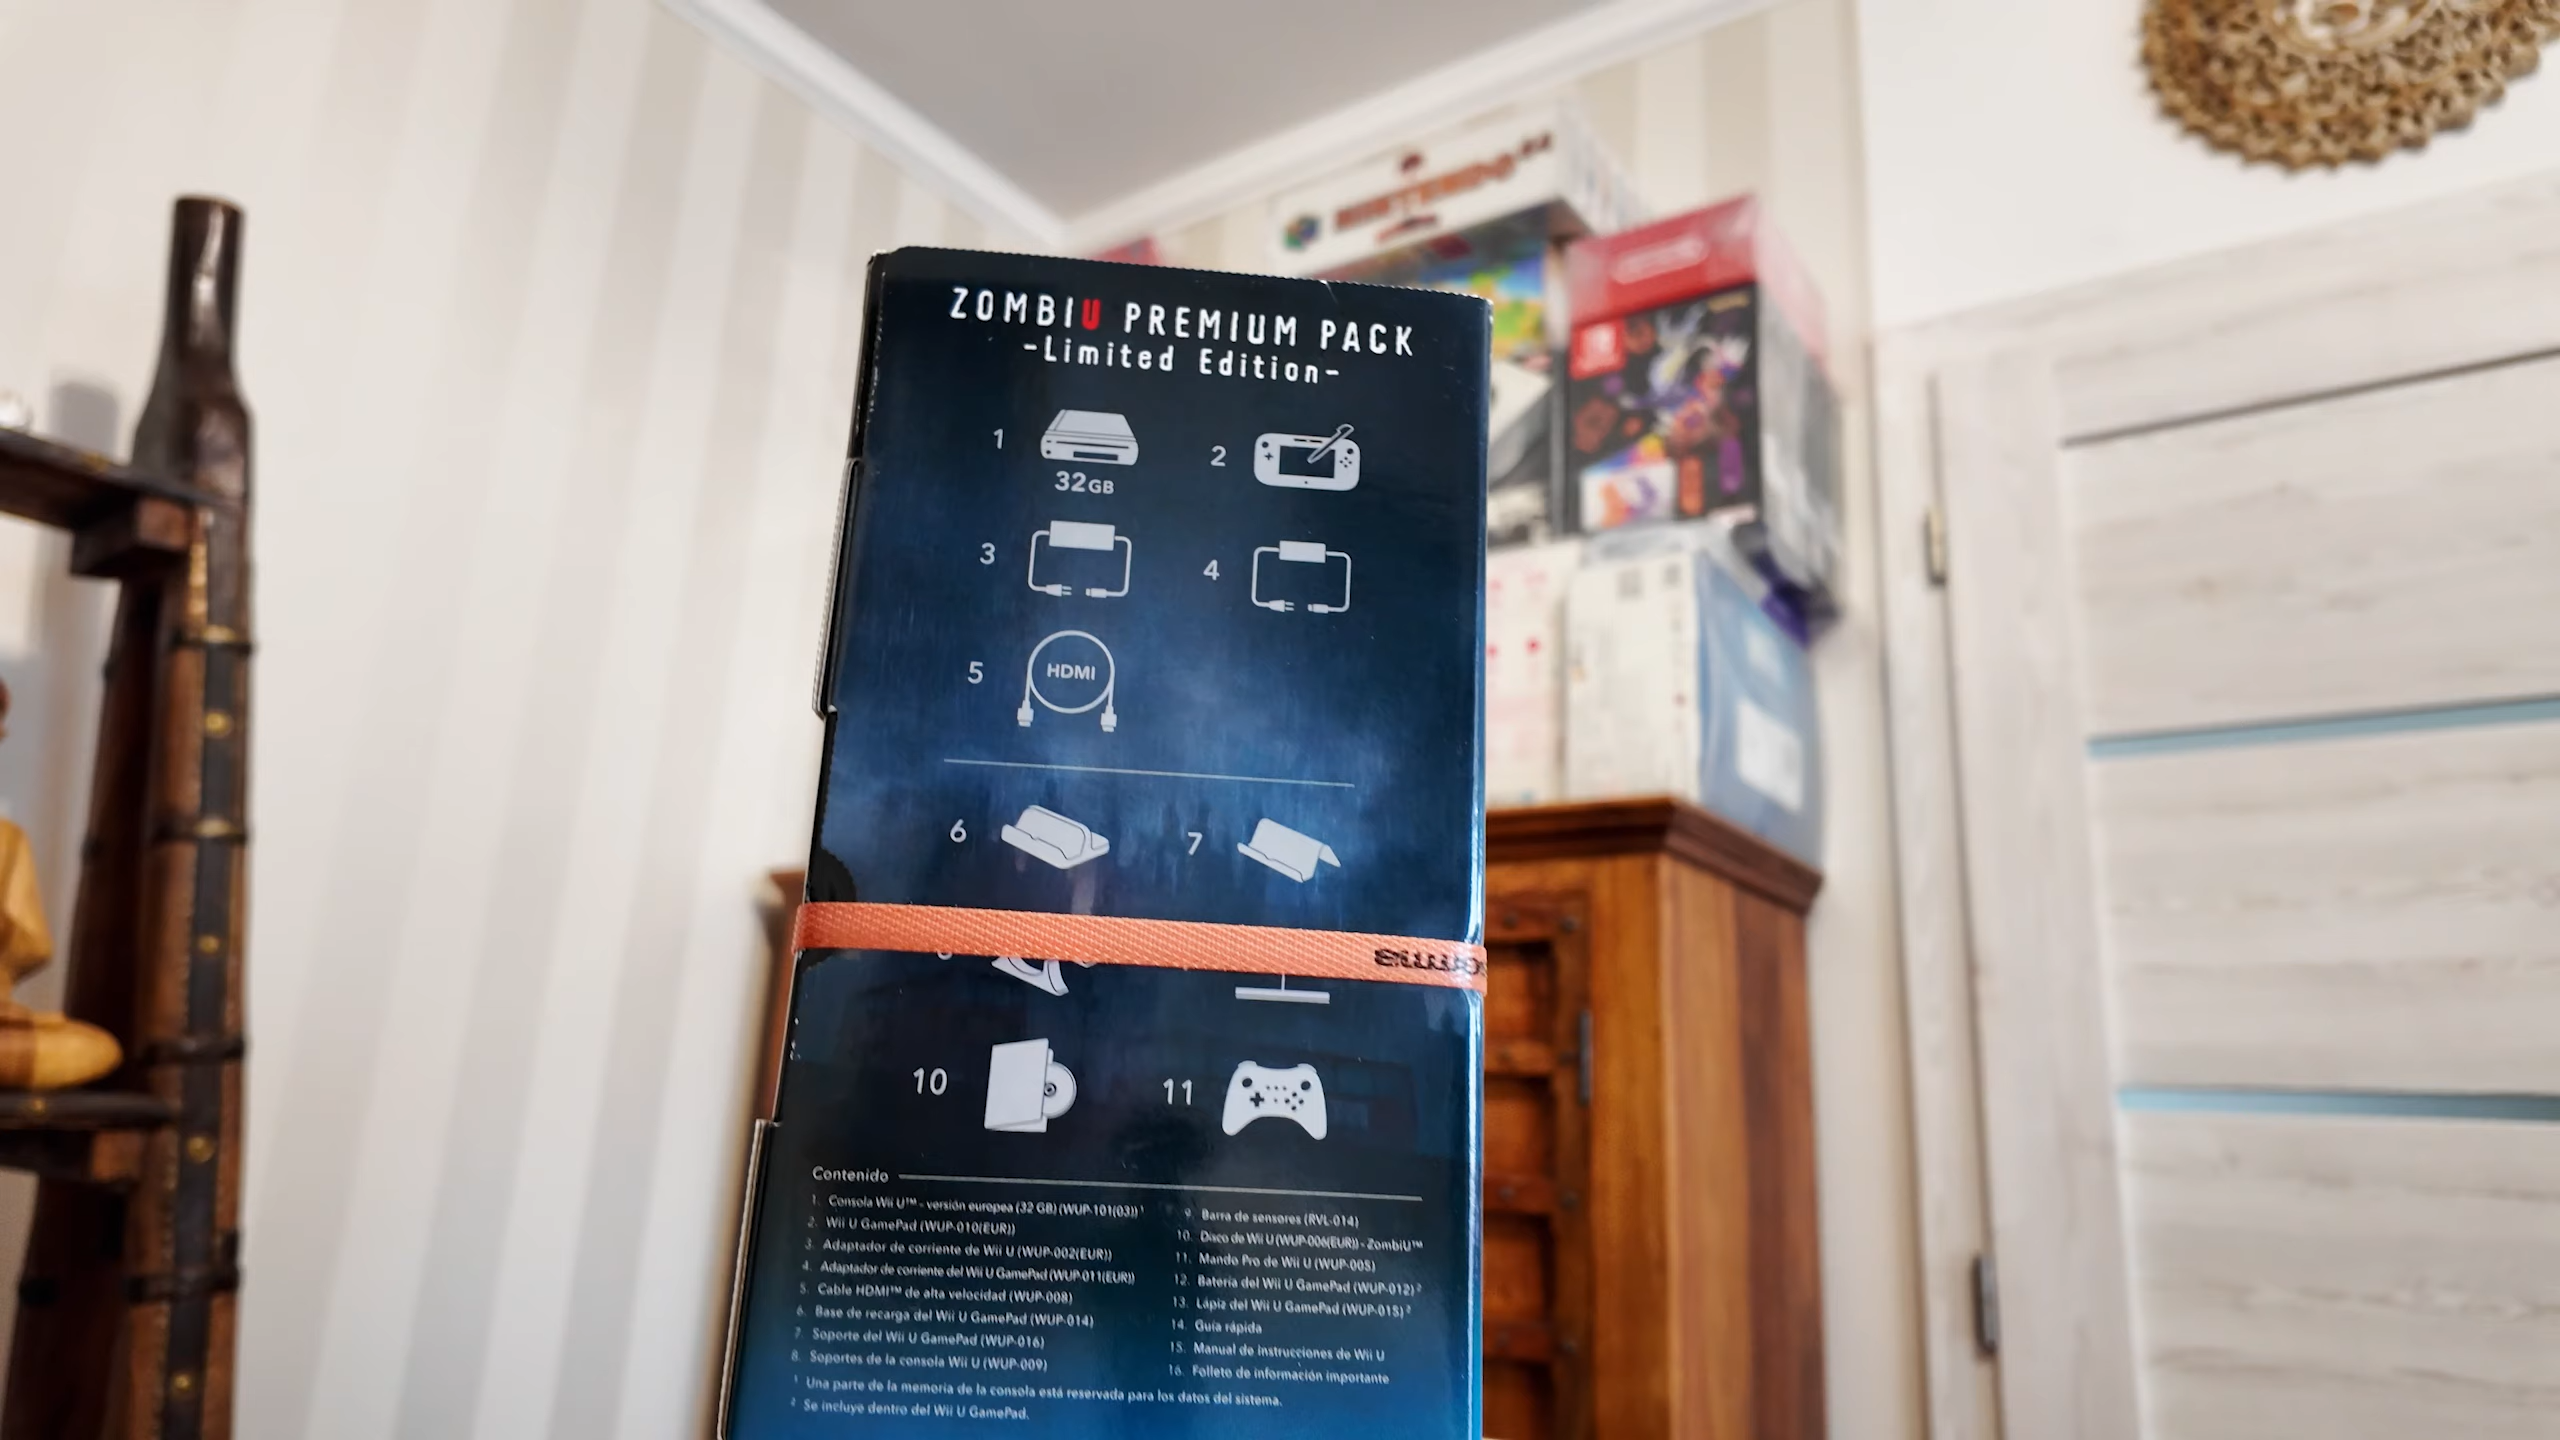 NINTENDO 64
ZOMBIU PREMIUM PACK
-Limited Edition-
1
32GB
2
3
4
5
HDMI
6
7
10
11
Contenido
1. Consola Wii U™ - versión europea (32 GB) (WUP-101(03)) ¹
2. Wii U GamePad (WUP-010(EUR))
3. Adaptador de corriente de Wii U (WUP-002(EUR))
4. Adaptador de corriente del Wii U GamePad (WUP-011(EUR))
5. Cable HDMI™ de alta velocidad (WUP-008)
6. Base de recarga del Wii U GamePad (WUP-014)
7. Soporte del Wii U GamePad (WUP-016)
8. Soportes de la consola Wii U (WUP-009)
9. Barra de sensores (RVL-014)
10. Disco de Wii U (WUP-006(EUR)) - ZombiU™
11. Mando Pro de Wii U (WUP-005)
12. Batería del Wii U GamePad (WUP-012) ²
13. Lápiz del Wii U GamePad (WUP-015) ²
14. Guía rápida
15. Manual de instrucciones de Wii U
16. Folleto de información importante
¹ Una parte de la memoria de la consola está reservada para los datos del sistema.
² Se incluye dentro del Wii U GamePad.